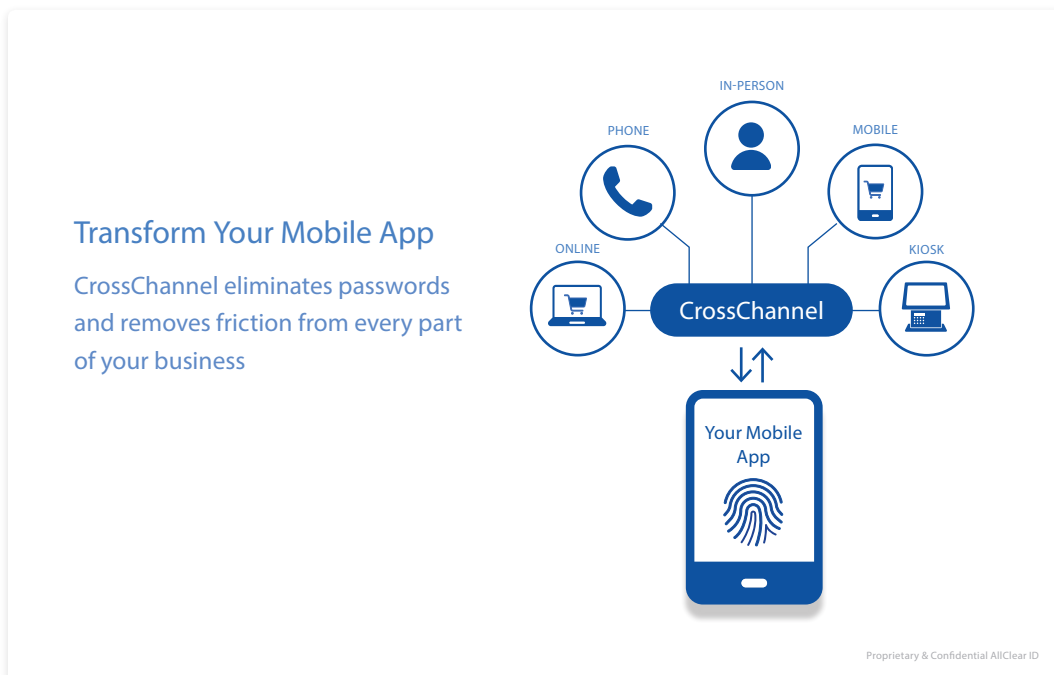 Transform Your Mobile App
CrossChannel eliminates passwords
and removes friction from every part
of your business
IN-PERSON
PHONE
MOBILE
ONLINE
KIOSK
CrossChannel
Your Mobile
App
Proprietary & Confidential AllClear ID